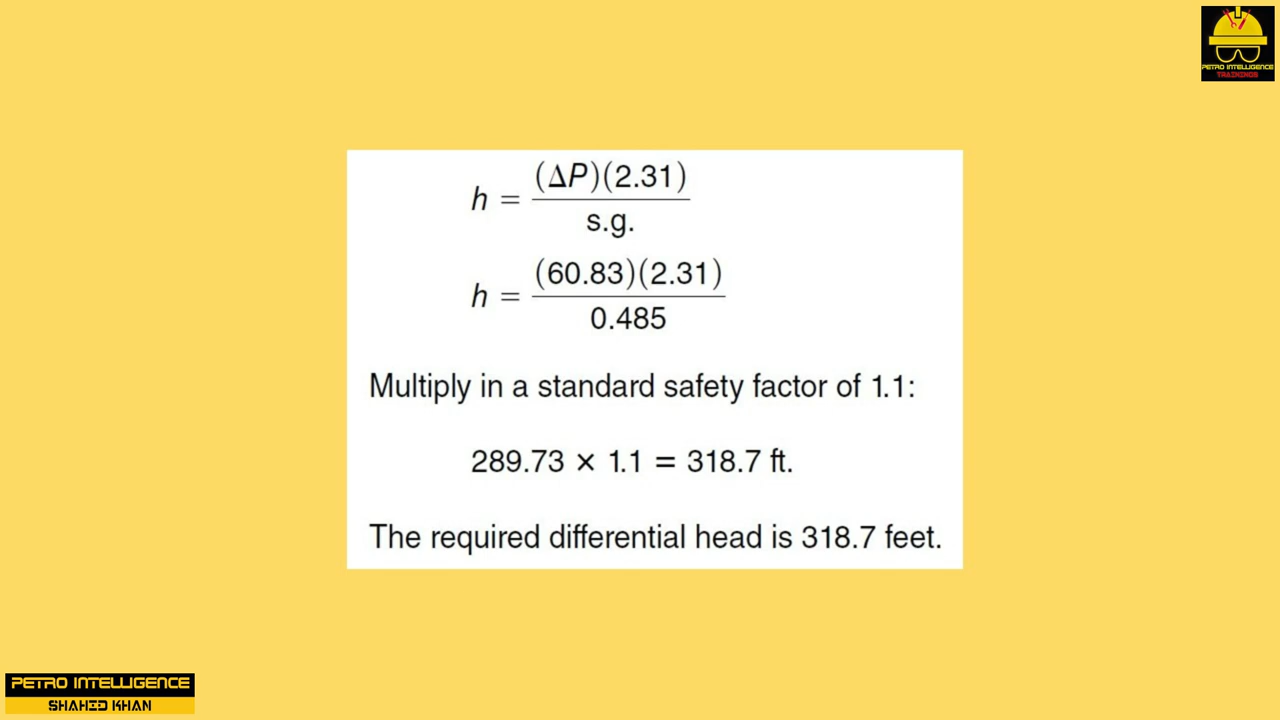 PETRO INTELLIGENCE
TRAININGS
h = (ΔP)(2.31) / s.g.
h = (60.83)(2.31) / 0.485
Multiply in a standard safety factor of 1.1:
289.73 × 1.1 = 318.7 ft.
The required differential head is 318.7 feet.
PETRO INTELLIGENCE
SHAHID KHAN